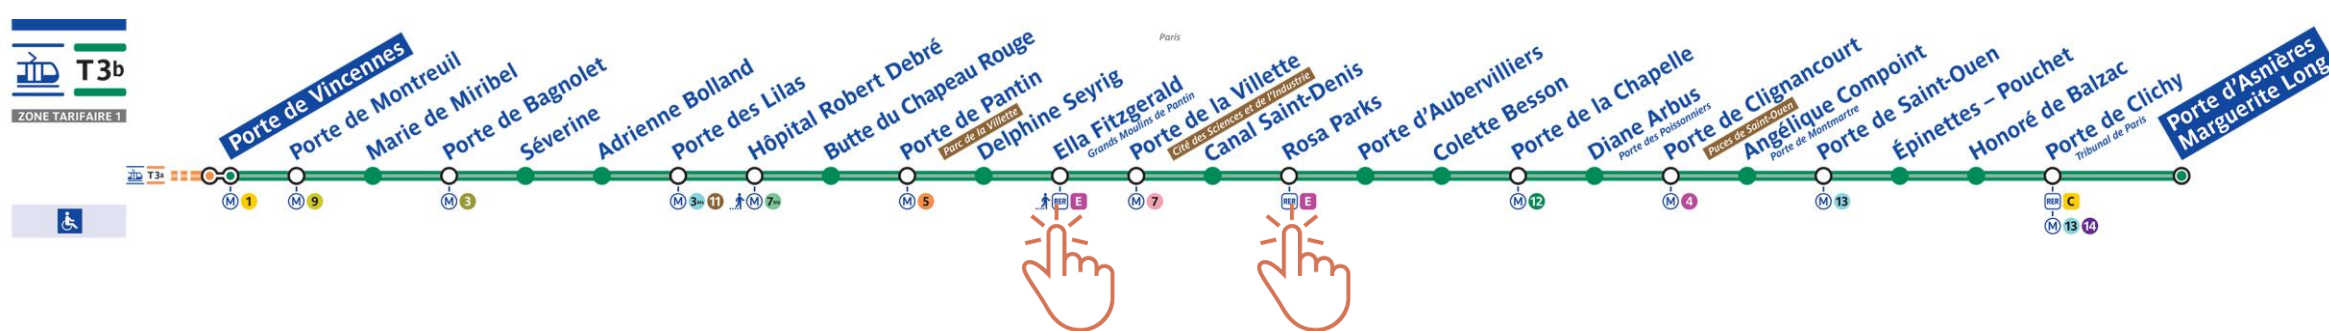 T3b
ZONE TARIFAIRE 1
Paris
T3a
Porte de Vincennes
M 1
Porte de Montreuil
M 9
Marie de Miribel
Porte de Bagnolet
M 3
Séverine
Adrienne Bolland
Porte des Lilas
M 3bis 11
Hôpital Robert Debré
M 7bis
Butte du Chapeau Rouge
Porte de Pantin
Parc de la Villette
M 5
Delphine Seyrig
Ella Fitzgerald
Grands Moulins de Pantin
RER E
Porte de la Villette
Cité des Sciences et de l'Industrie
M 7
Canal Saint-Denis
Rosa Parks
RER E
Porte d'Aubervilliers
Colette Besson
Porte de la Chapelle
M 12
Diane Arbus
Porte des Poissonniers
Porte de Clignancourt
Puces de Saint-Ouen
M 4
Angélique Compoint
Porte de Montmartre
Porte de Saint-Ouen
M 13
Épinettes – Pouchet
Honoré de Balzac
Porte de Clichy
Tribunal de Paris
RER C
M 13 14
Porte d'Asnières
Marguerite Long